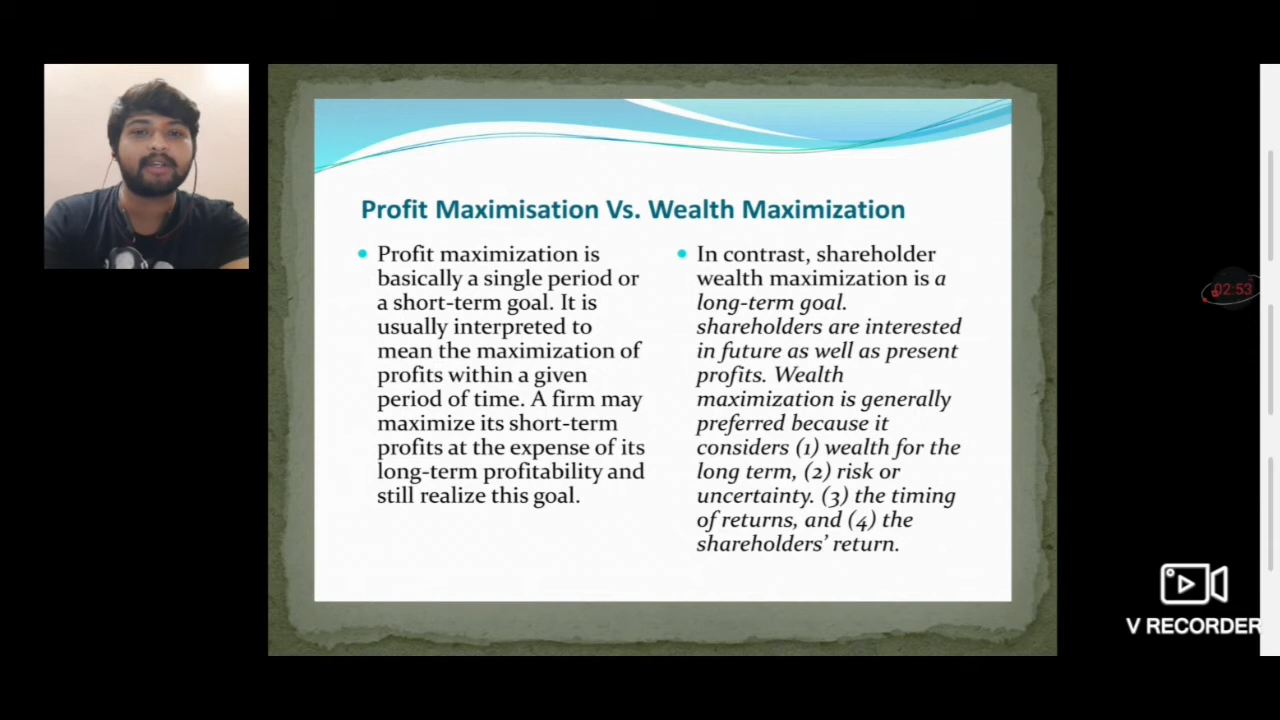 Profit Maximisation Vs. Wealth Maximization
Profit maximization is
basically a single period or
a short-term goal. It is
usually interpreted to
mean the maximization of
profits within a given
period of time. A firm may
maximize its short-term
profits at the expense of its
long-term profitability and
still realize this goal.
In contrast, shareholder
wealth maximization is a
long-term goal.
shareholders are interested
in future as well as present
profits. Wealth
maximization is generally
preferred because it
considers (1) wealth for the
long term, (2) risk or
uncertainty. (3) the timing
of returns, and (4) the
shareholders’ return.
02:53
V RECORDER